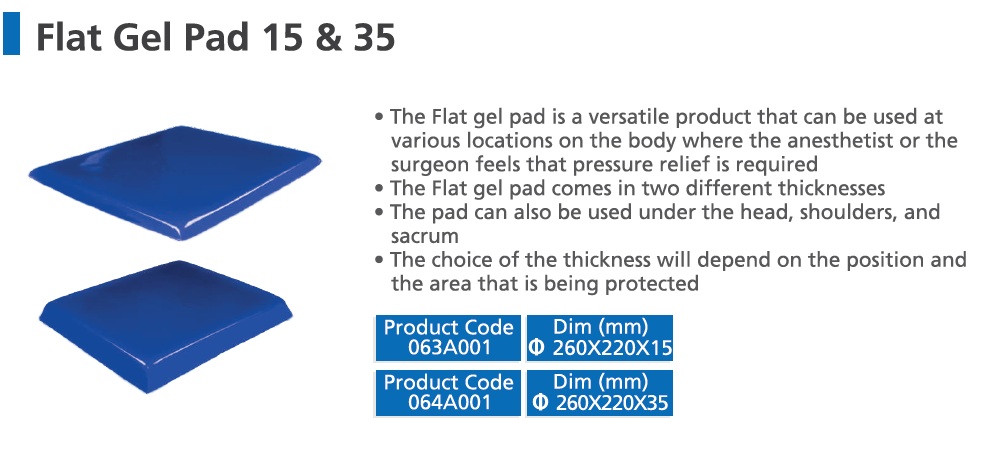 Flat Gel Pad 15 & 35
• The Flat gel pad is a versatile product that can be used at
various locations on the body where the anesthetist or the
surgeon feels that pressure relief is required
• The Flat gel pad comes in two different thicknesses
• The pad can also be used under the head, shoulders, and
sacrum
• The choice of the thickness will depend on the position and
the area that is being protected
Product Code
063A001
Dim (mm)
Φ 260X220X15
Product Code
064A001
Dim (mm)
Φ 260X220X35